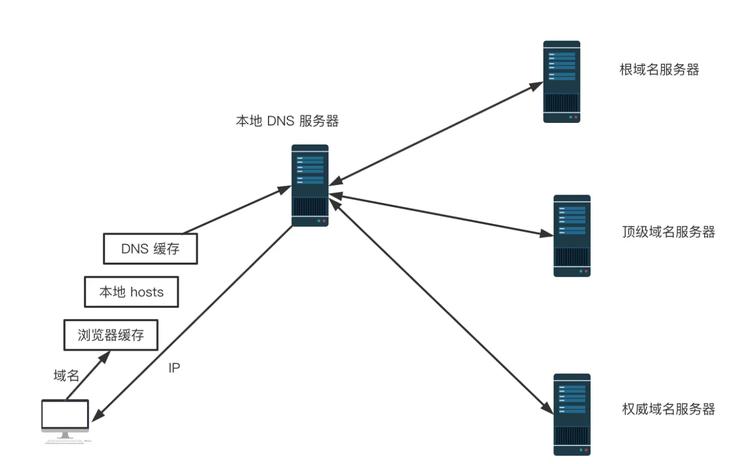 根域名服务器
本地 DNS 服务器
顶级域名服务器
DNS 缓存
本地 hosts
浏览器缓存
IP
域名
权威域名服务器